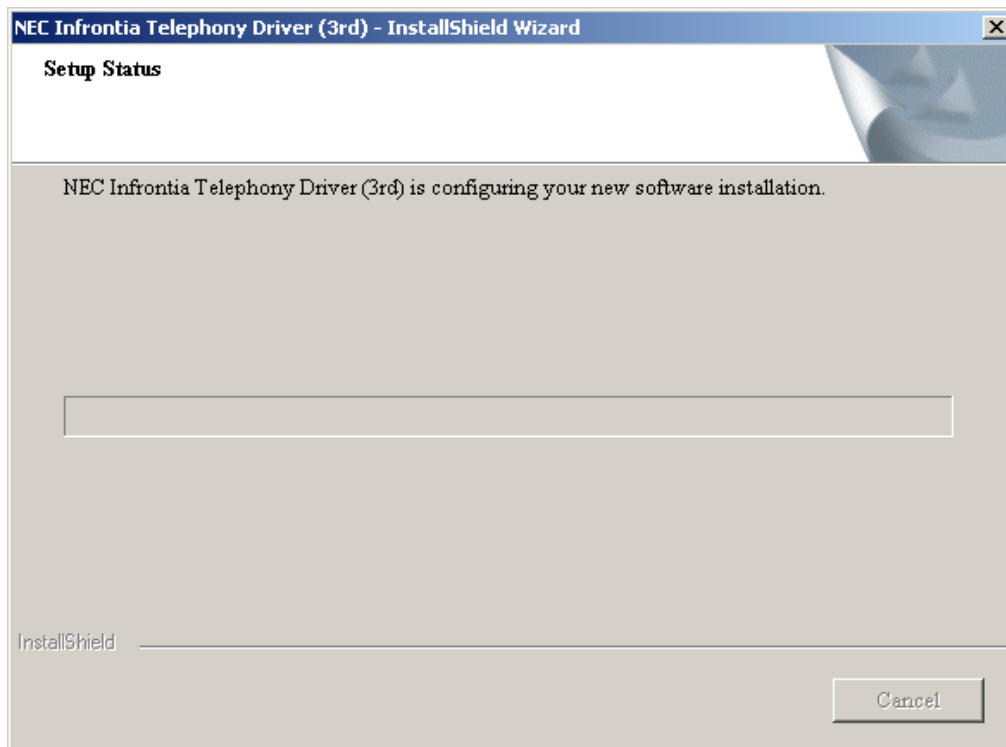 NEC Infrontia Telephony Driver (3rd) - InstallShield Wizard
Setup Status
NEC Infrontia Telephony Driver (3rd) is configuring your new software installation.
InstallShield
Cancel